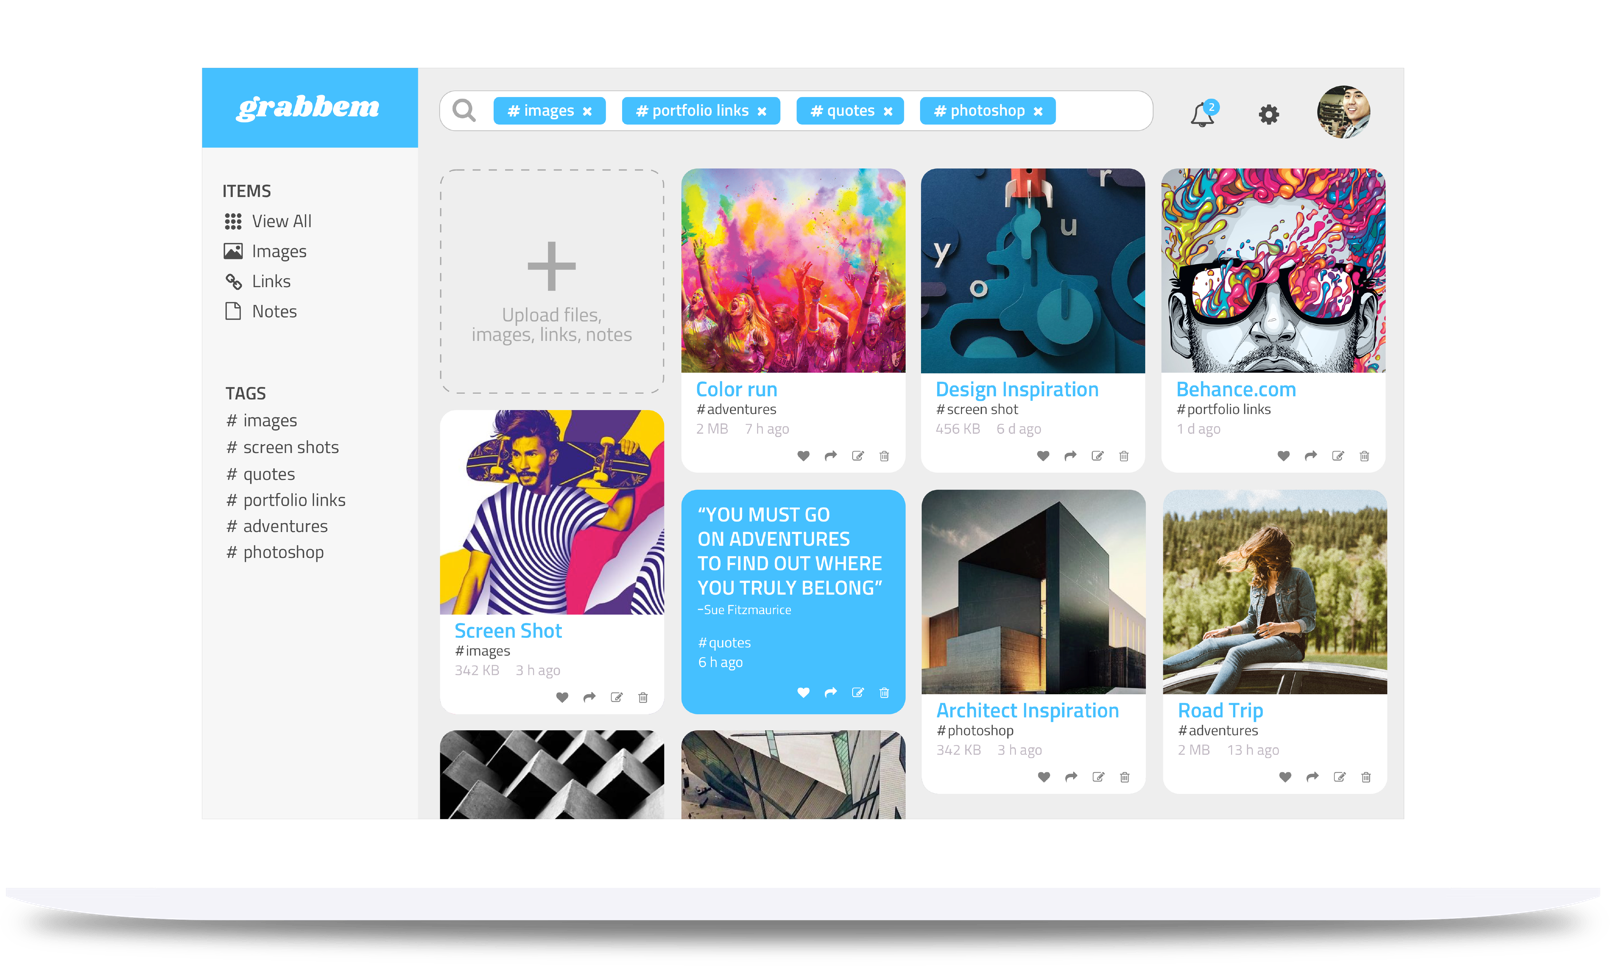 grabbem
# images ×
# portfolio links ×
# quotes ×
# photoshop ×
2
ITEMS
View All
Images
Links
Notes
TAGS
# images
# screen shots
# quotes
# portfolio links
# adventures
# photoshop
Upload files,
images, links, notes
Color run
#adventures
2 MB 7 h ago
y o u r
Design Inspiration
#screen shot
456 KB 6 d ago
Behance.com
#portfolio links
1 d ago
Screen Shot
#images
342 KB 3 h ago
“YOU MUST GO
ON ADVENTURES
TO FIND OUT WHERE
YOU TRULY BELONG”
~Sue Fitzmaurice
#quotes
6 h ago
Architect Inspiration
#photoshop
342 KB 3 h ago
Road Trip
#adventures
2 MB 13 h ago